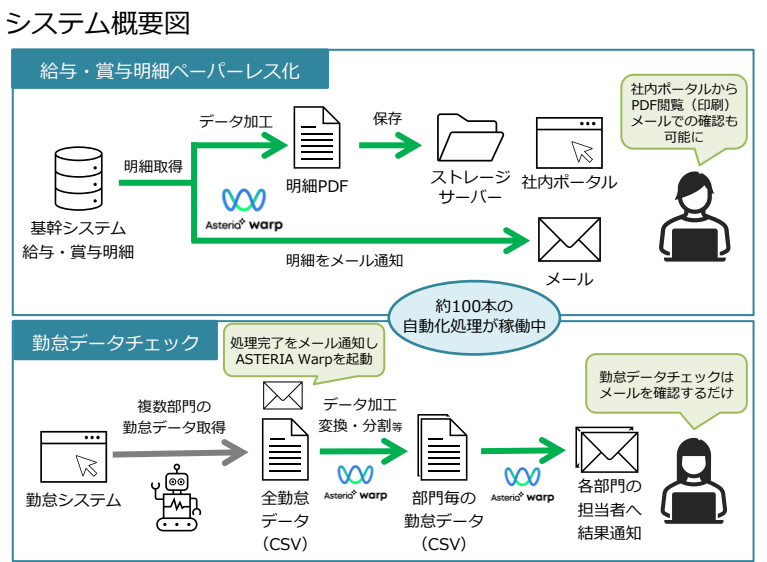 システム概要図
給与・賞与明細ペーパーレス化
社内ポータルから
PDF閲覧（印刷）
メールでの確認も
可能に
データ加工
保存
明細取得
明細PDF
ストレージ
サーバー
社内ポータル
Asteria warp
基幹システム
給与・賞与明細
明細をメール通知
メール
約100本の
自動化処理が稼働中
勤怠データチェック
処理完了をメール通知し
ASTERIA Warpを起動
勤怠データチェックは
メールを確認するだけ
複数部門の
勤怠データ取得
データ加工
変換・分割等
勤怠システム
Asteria warp
Asteria warp
全勤怠
データ
（CSV）
部門毎の
勤怠データ
（CSV）
各部門の
担当者へ
結果通知